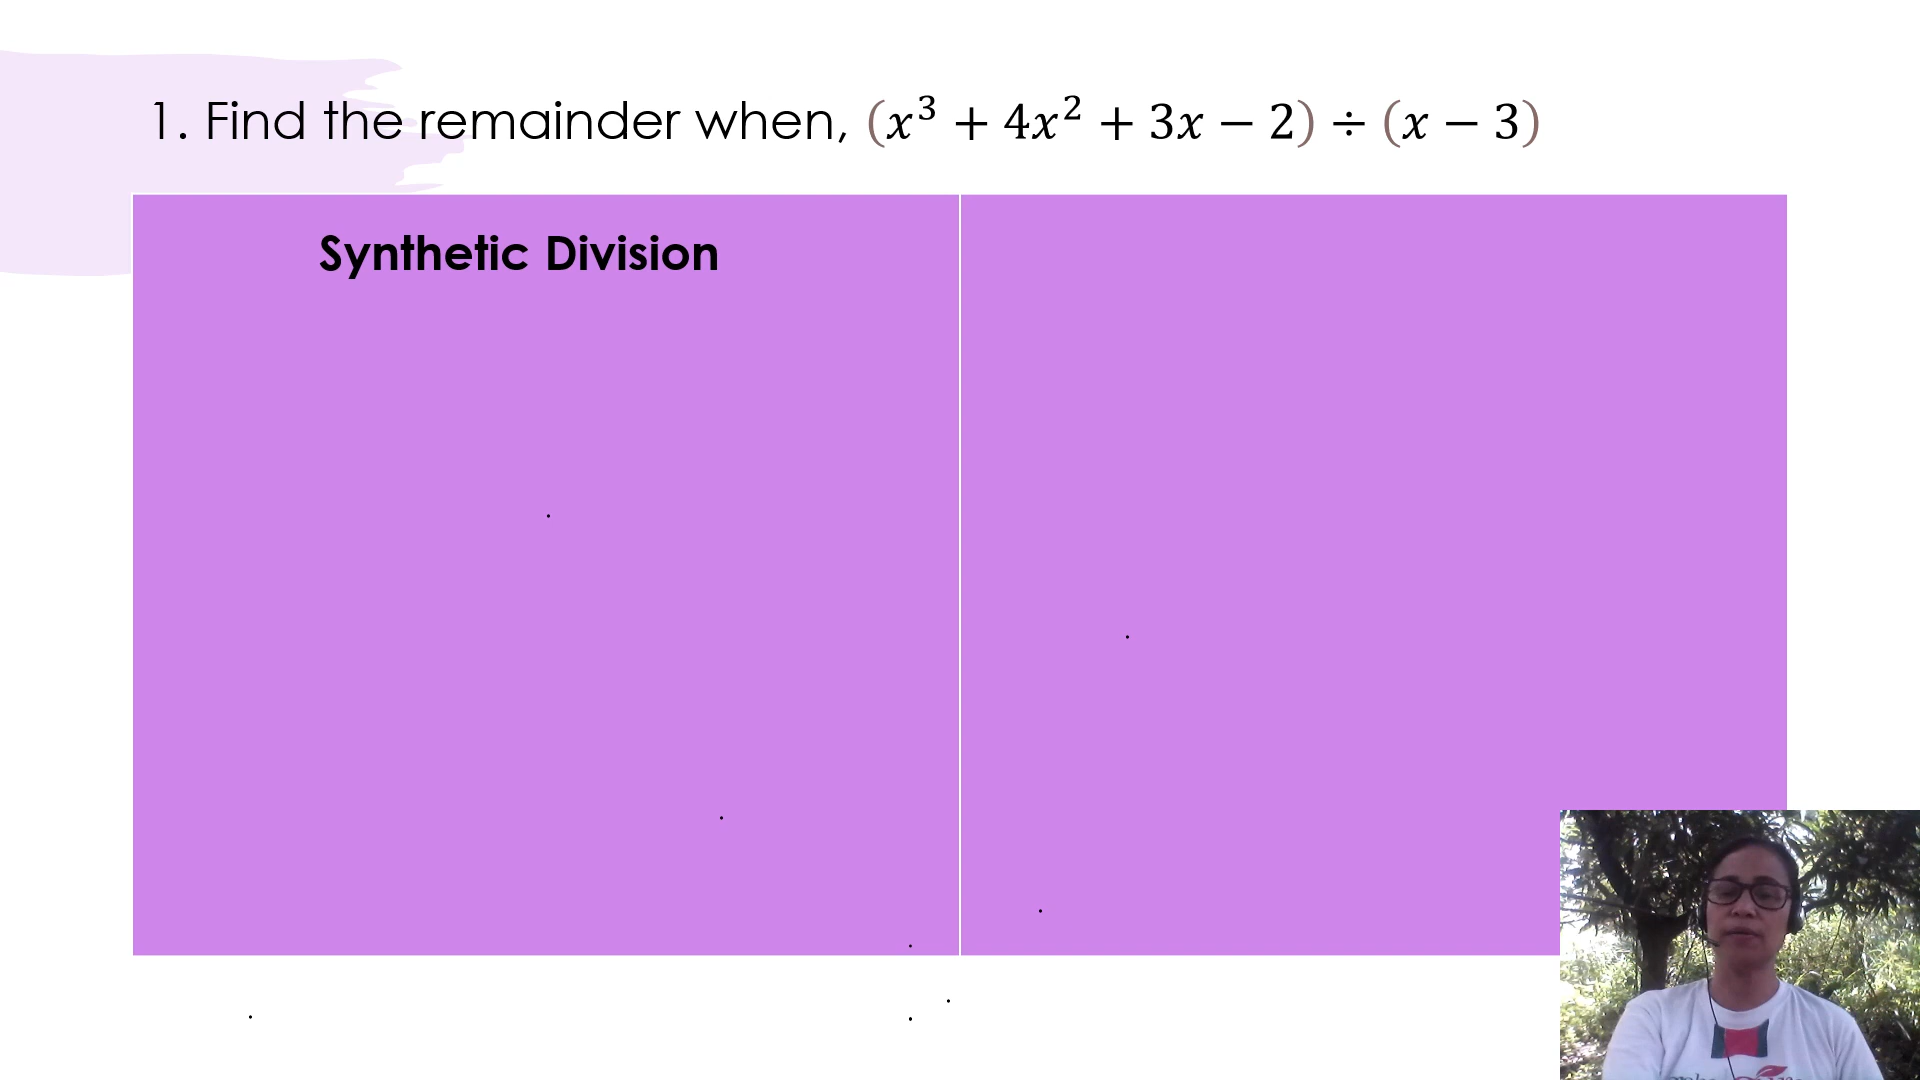 1. Find the remainder when, (x³ + 4x² + 3x − 2) ÷ (x − 3)
Synthetic Division